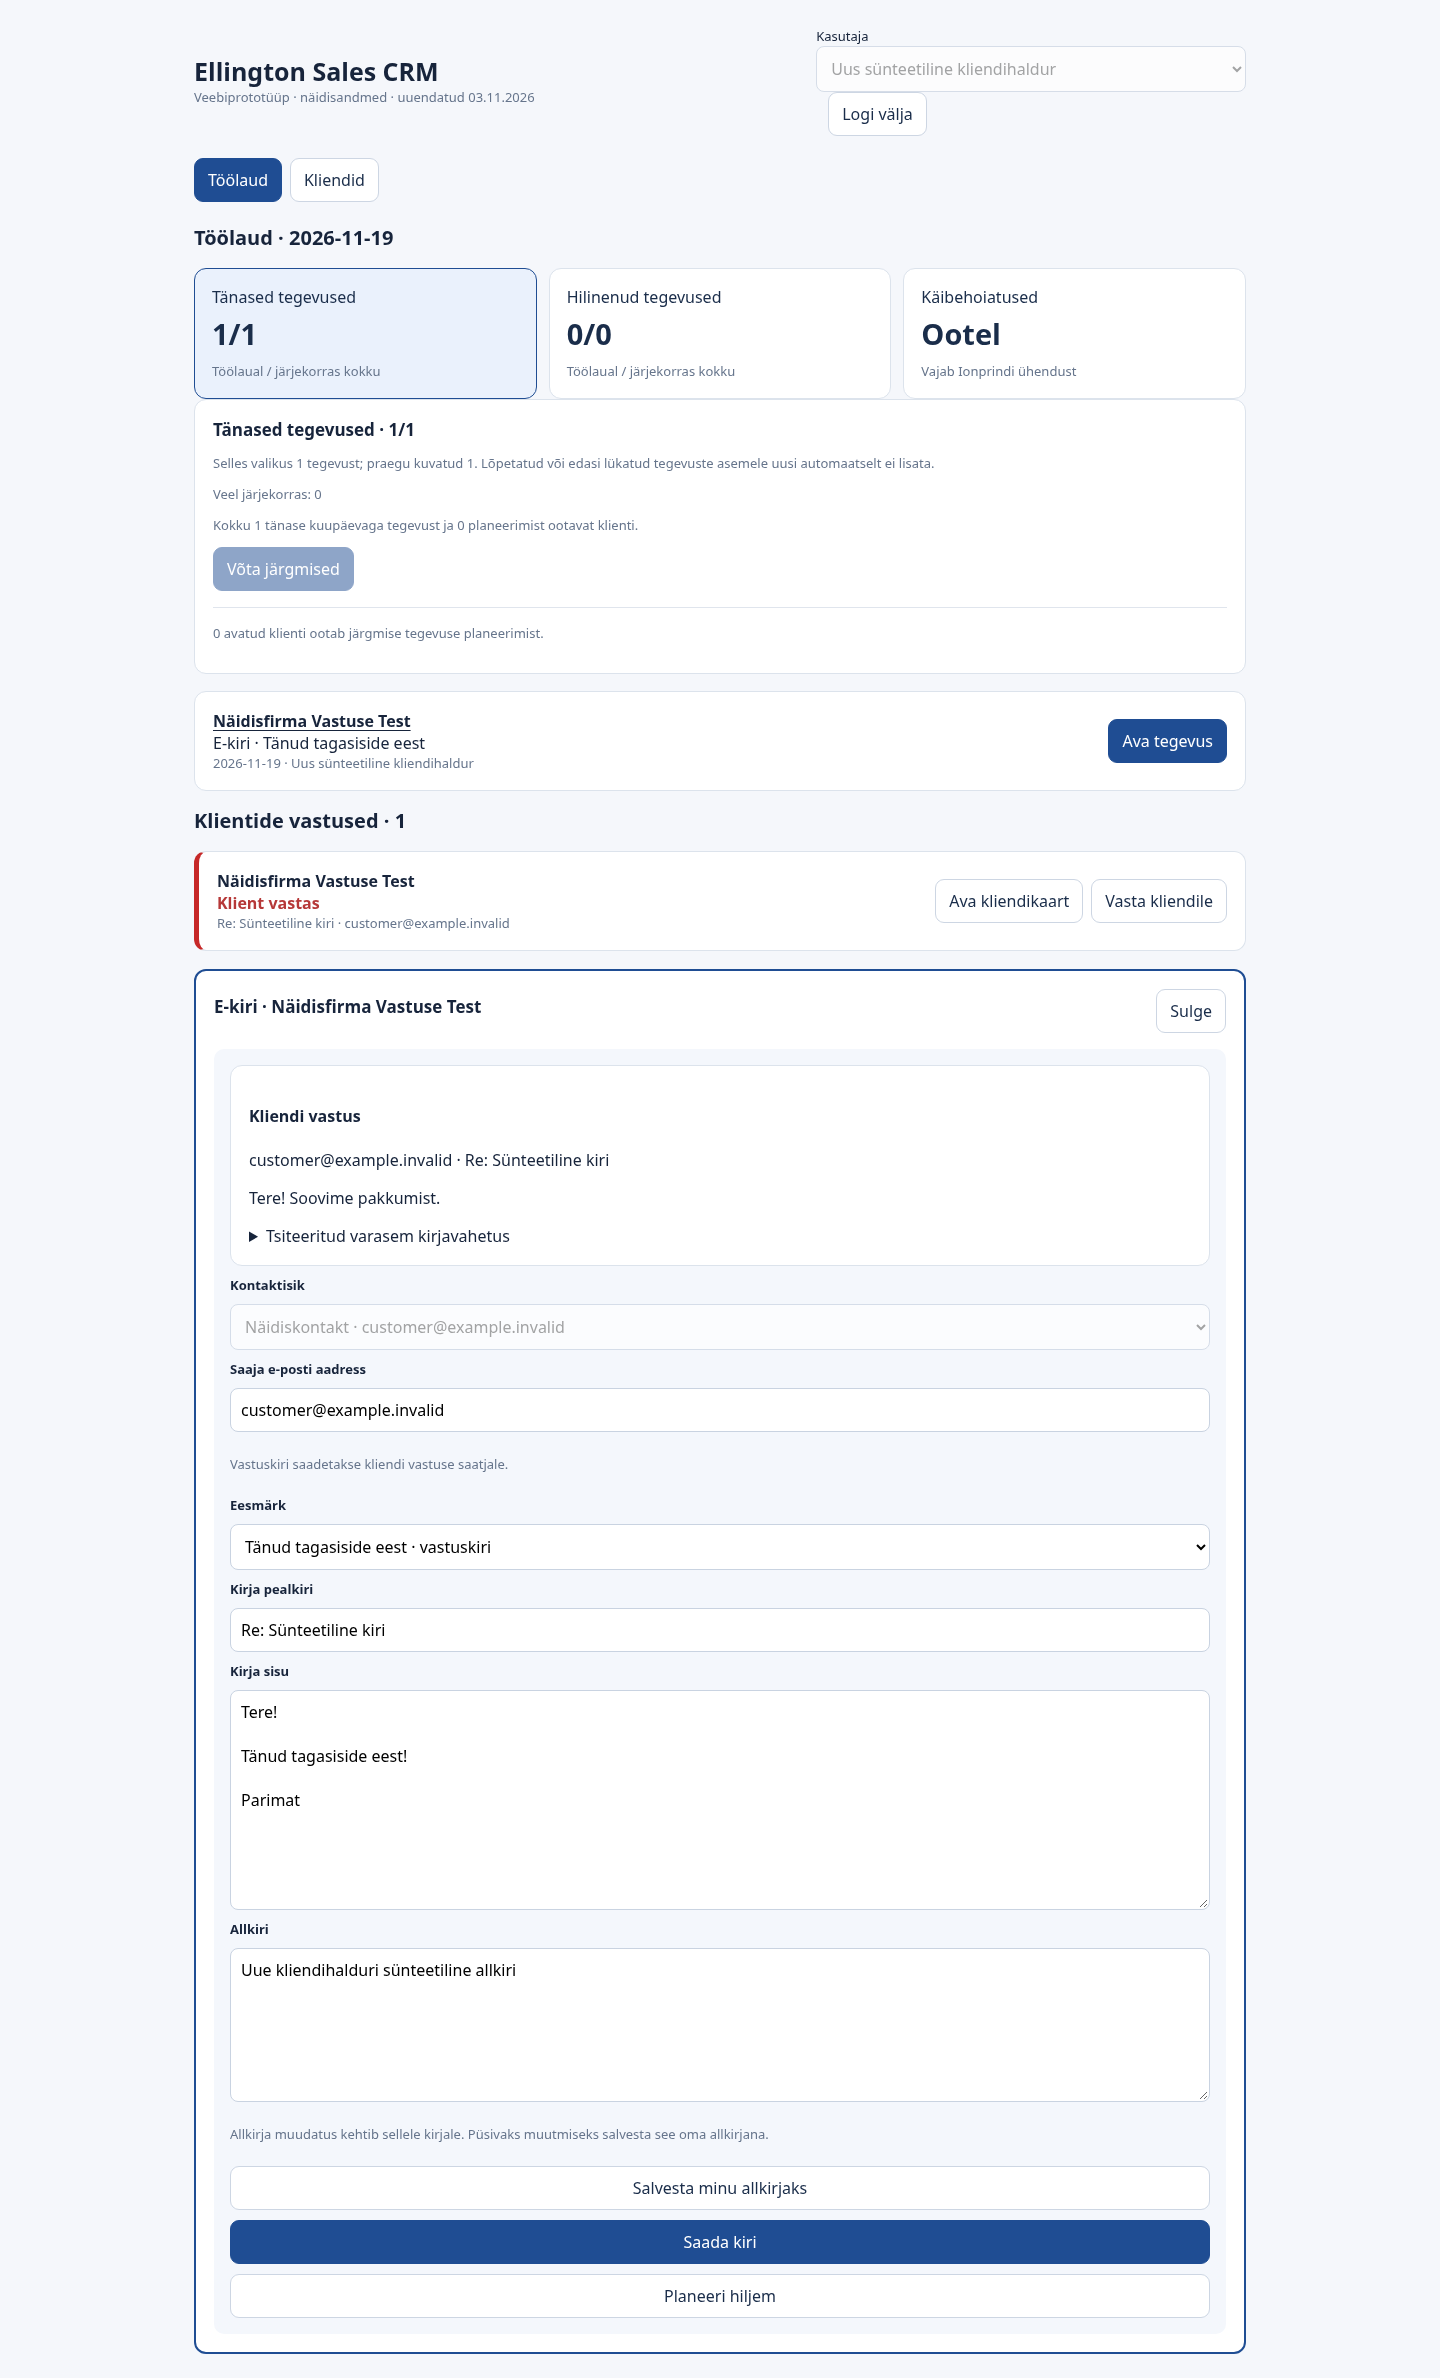 Ellington Sales CRM
Veebiprototüüp · näidisandmed · uuendatud 03.11.2026
Kasutaja
Uus sünteetiline kliendihaldur
Logi välja
Töölaud
Kliendid
Töölaud · 2026-11-19
Tänased tegevused
1/1
Töölaual / järjekorras kokku
Hilinenud tegevused
0/0
Töölaual / järjekorras kokku
Käibehoiatused
Ootel
Vajab Ionprindi ühendust
Tänased tegevused · 1/1
Selles valikus 1 tegevust; praegu kuvatud 1. Lõpetatud või edasi lükatud tegevuste asemele uusi automaatselt ei lisata.
Veel järjekorras: 0
Kokku 1 tänase kuupäevaga tegevust ja 0 planeerimist ootavat klienti.
Võta järgmised
0 avatud klienti ootab järgmise tegevuse planeerimist.
Näidisfirma Vastuse Test
E-kiri · Tänud tagasiside eest
2026-11-19 · Uus sünteetiline kliendihaldur
Ava tegevus
Klientide vastused · 1
Näidisfirma Vastuse Test
Klient vastas
Re: Sünteetiline kiri · customer@example.invalid
Ava kliendikaart
Vasta kliendile
E-kiri · Näidisfirma Vastuse Test
Sulge
Kliendi vastus
customer@example.invalid · Re: Sünteetiline kiri
Tere! Soovime pakkumist.
Tsiteeritud varasem kirjavahetus
Kontaktisik
Näidiskontakt · customer@example.invalid
Saaja e-posti aadress
customer@example.invalid
Vastuskiri saadetakse kliendi vastuse saatjale.
Eesmärk
Tänud tagasiside eest · vastuskiri
Kirja pealkiri
Re: Sünteetiline kiri
Kirja sisu
Tere!
Tänud tagasiside eest!
Parimat
Allkiri
Uue kliendihalduri sünteetiline allkiri
Allkirja muudatus kehtib sellele kirjale. Püsivaks muutmiseks salvesta see oma allkirjana.
Salvesta minu allkirjaks
Saada kiri
Planeeri hiljem